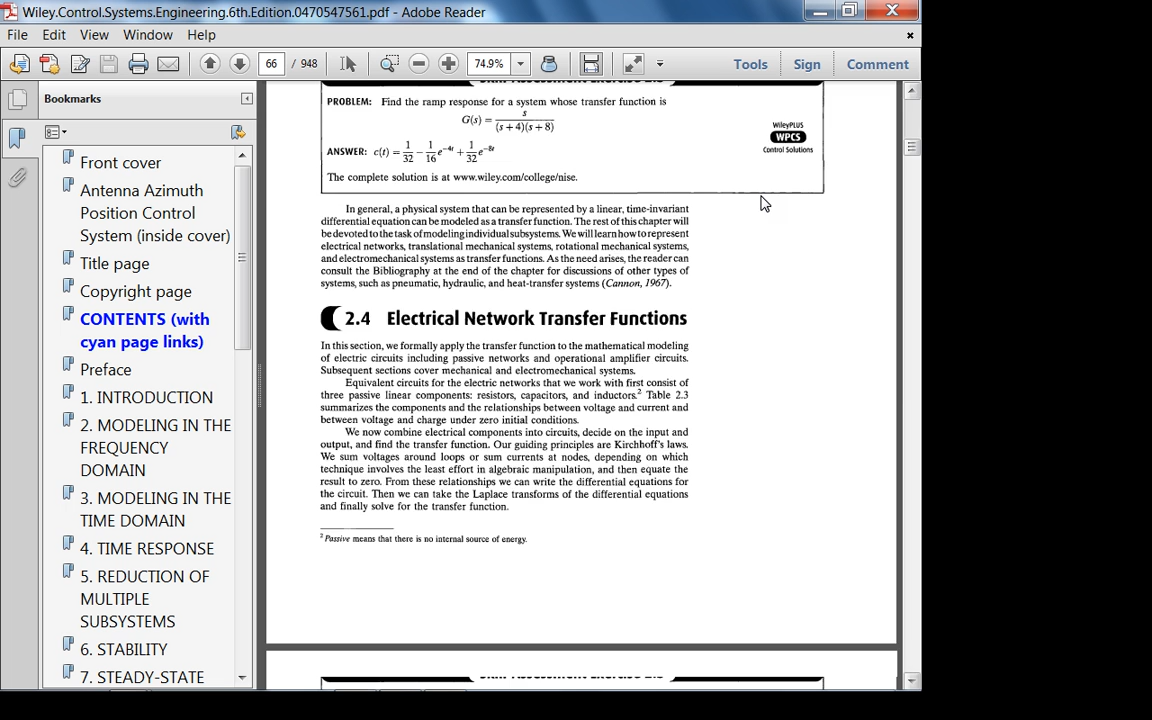 Wiley.Control.Systems.Engineering.6th.Edition.0470547561.pdf - Adobe Reader
File Edit View Window Help
66 / 948 74.9% Tools Sign Comment
Bookmarks
Front cover
Antenna Azimuth
Position Control
System (inside cover)
Title page
Copyright page
CONTENTS (with
cyan page links)
Preface
1. INTRODUCTION
2. MODELING IN THE
FREQUENCY
DOMAIN
3. MODELING IN THE
TIME DOMAIN
4. TIME RESPONSE
5. REDUCTION OF
MULTIPLE
SUBSYSTEMS
6. STABILITY
7. STEADY-STATE
PROBLEM: Find the ramp response for a system whose transfer function is
G(s) = s / (s + 4)(s + 8)
ANSWER: c(t) = 1/32 − 1/16 e^−4t + 1/32 e^−8t
The complete solution is at www.wiley.com/college/nise.
WileyPLUS
WPCS
Control Solutions
In general, a physical system that can be represented by a linear, time-invariant
differential equation can be modeled as a transfer function. The rest of this chapter will
be devoted to the task of modeling individual subsystems. We will learn how to represent
electrical networks, translational mechanical systems, rotational mechanical systems,
and electromechanical systems as transfer functions. As the need arises, the reader can
consult the Bibliography at the end of the chapter for discussions of other types of
systems, such as pneumatic, hydraulic, and heat-transfer systems (Cannon, 1967).
2.4 Electrical Network Transfer Functions
In this section, we formally apply the transfer function to the mathematical modeling
of electric circuits including passive networks and operational amplifier circuits.
Subsequent sections cover mechanical and electromechanical systems.
Equivalent circuits for the electric networks that we work with first consist of
three passive linear components: resistors, capacitors, and inductors.2 Table 2.3
summarizes the components and the relationships between voltage and current and
between voltage and charge under zero initial conditions.
We now combine electrical components into circuits, decide on the input and
output, and find the transfer function. Our guiding principles are Kirchhoff's laws.
We sum voltages around loops or sum currents at nodes, depending on which
technique involves the least effort in algebraic manipulation, and then equate the
result to zero. From these relationships we can write the differential equations for
the circuit. Then we can take the Laplace transforms of the differential equations
and finally solve for the transfer function.
2 Passive means that there is no internal source of energy.